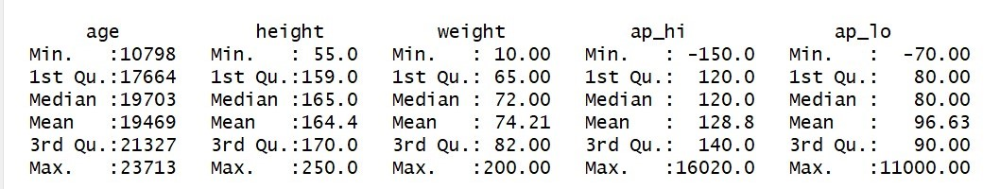 age height weight ap_hi ap_lo
Min. :10798 Min. : 55.0 Min. : 10.00 Min. : -150.0 Min. : -70.00
1st Qu.:17664 1st Qu.:159.0 1st Qu.: 65.00 1st Qu.: 120.0 1st Qu.: 80.00
Median :19703 Median :165.0 Median : 72.00 Median : 120.0 Median : 80.00
Mean :19469 Mean :164.4 Mean : 74.21 Mean : 128.8 Mean : 96.63
3rd Qu.:21327 3rd Qu.:170.0 3rd Qu.: 82.00 3rd Qu.: 140.0 3rd Qu.: 90.00
Max. :23713 Max. :250.0 Max. :200.00 Max. :16020.0 Max. :11000.00